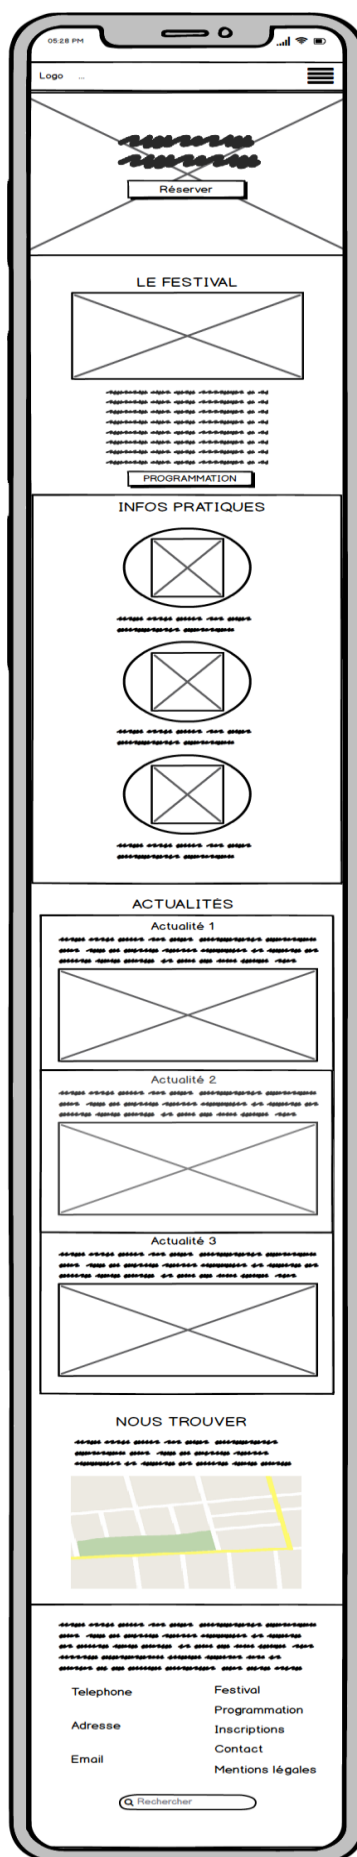 05:28 PM
Logo ...
Réserver
LE FESTIVAL
PROGRAMMATION
INFOS PRATIQUES
ACTUALITÉS
Actualité 1
Actualité 2
Actualité 3
NOUS TROUVER
Telephone
Adresse
Email
Festival
Programmation
Inscriptions
Contact
Mentions légales
Rechercher